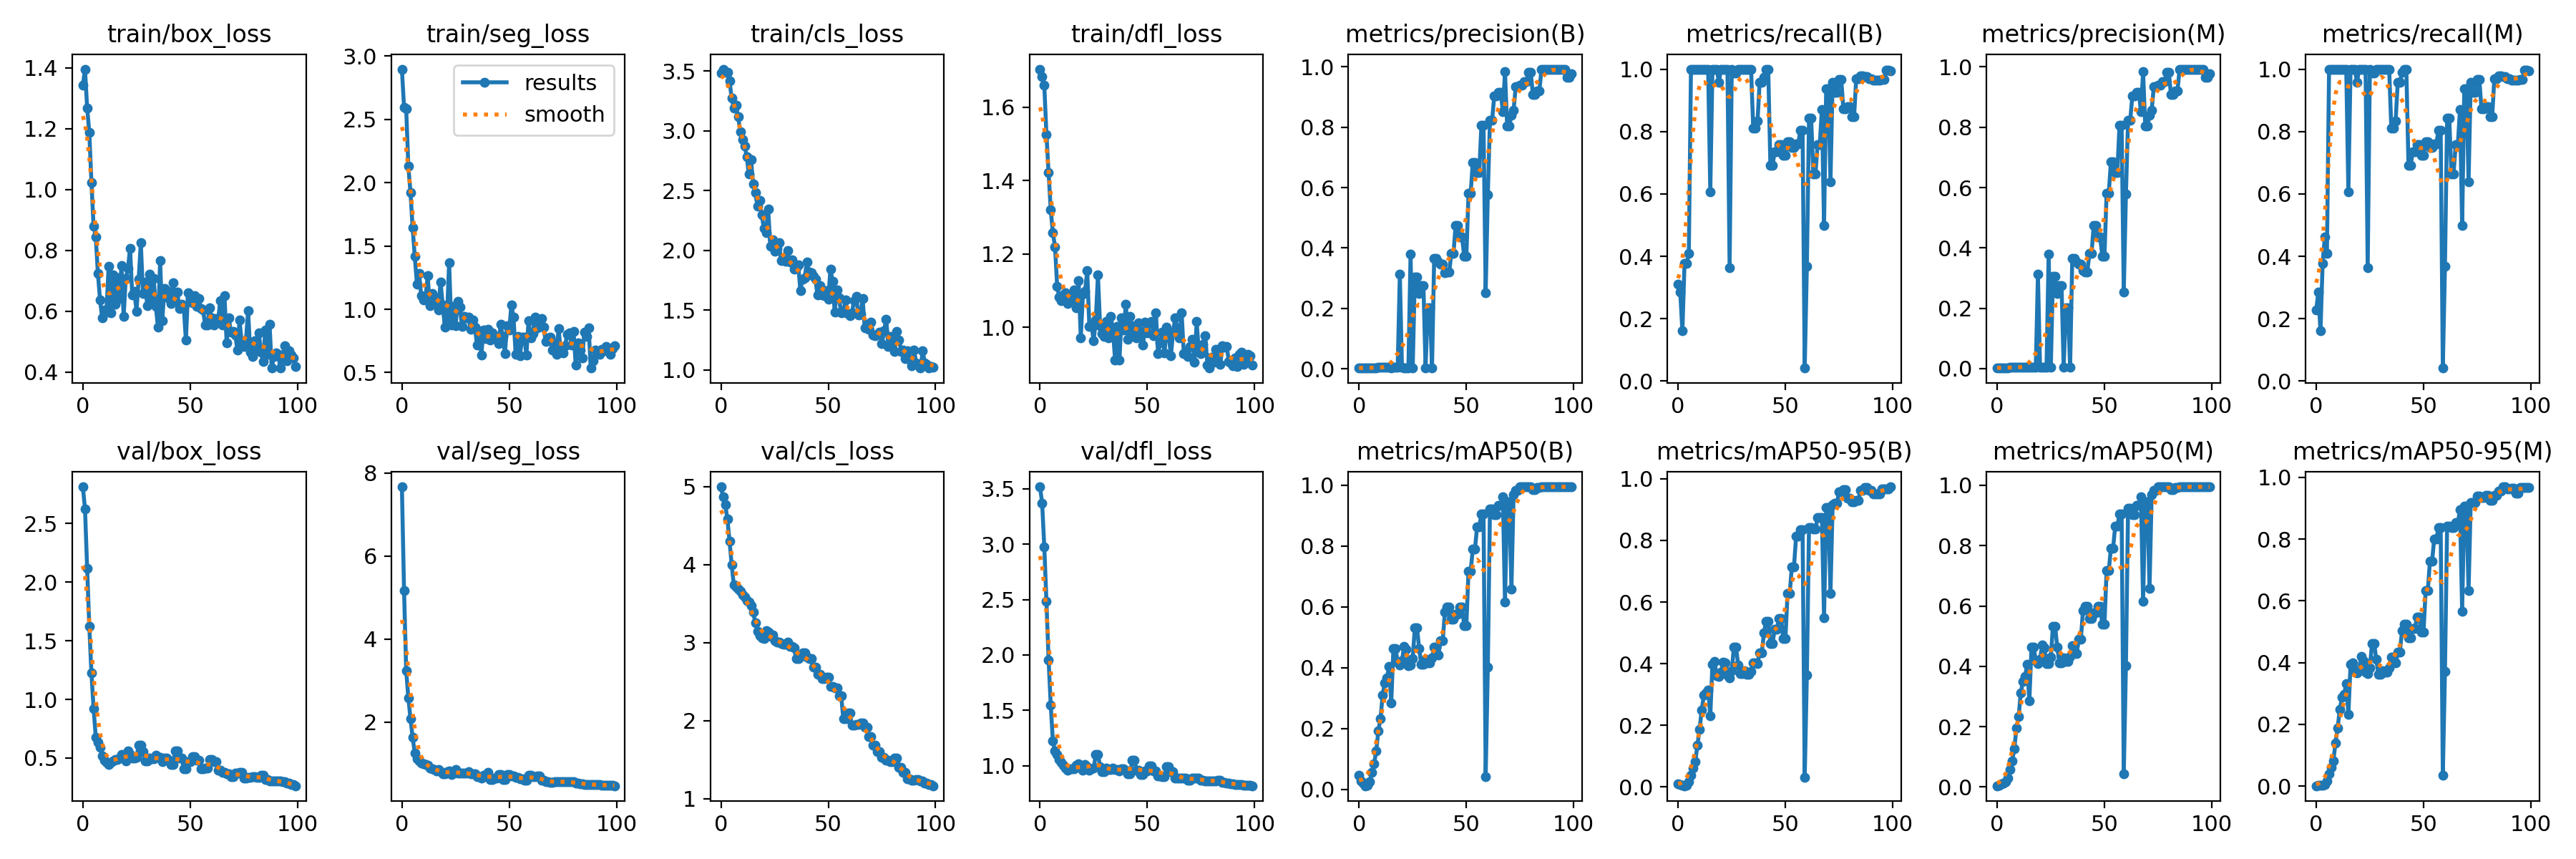 train/box_loss
1.4
1.2
1.0
0.8
0.6
0.4
0 50 100
train/seg_loss
results
smooth
3.0
2.5
2.0
1.5
1.0
0.5
0 50 100
train/cls_loss
3.5
3.0
2.5
2.0
1.5
1.0
0 50 100
train/dfl_loss
1.6
1.4
1.2
1.0
0 50 100
metrics/precision(B)
1.0
0.8
0.6
0.4
0.2
0.0
0 50 100
metrics/recall(B)
1.0
0.8
0.6
0.4
0.2
0.0
0 50 100
metrics/precision(M)
1.0
0.8
0.6
0.4
0.2
0.0
0 50 100
metrics/recall(M)
1.0
0.8
0.6
0.4
0.2
0.0
0 50 100
val/box_loss
2.5
2.0
1.5
1.0
0.5
0 50 100
val/seg_loss
8
6
4
2
0 50 100
val/cls_loss
5
4
3
2
1
0 50 100
val/dfl_loss
3.5
3.0
2.5
2.0
1.5
1.0
0 50 100
metrics/mAP50(B)
1.0
0.8
0.6
0.4
0.2
0.0
0 50 100
metrics/mAP50-95(B)
1.0
0.8
0.6
0.4
0.2
0.0
0 50 100
metrics/mAP50(M)
1.0
0.8
0.6
0.4
0.2
0.0
0 50 100
metrics/mAP50-95(M)
1.0
0.8
0.6
0.4
0.2
0.0
0 50 100